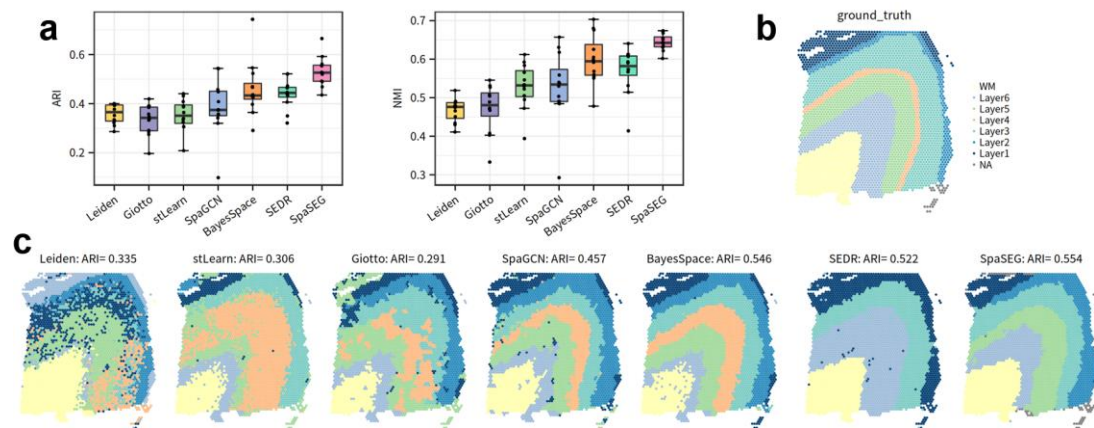 a
ARI
0.6
0.4
0.2
Leiden
Giotto
stLearn
SpaGCN
BayesSpace
SEDR
SpaSEG
NMI
0.7
0.6
0.5
0.4
0.3
Leiden
Giotto
stLearn
SpaGCN
BayesSpace
SEDR
SpaSEG
b
ground_truth
WM
Layer6
Layer5
Layer4
Layer3
Layer2
Layer1
NA
c
Leiden: ARI= 0.335
stLearn: ARI= 0.306
Giotto: ARI= 0.291
SpaGCN: ARI= 0.457
BayesSpace: ARI= 0.546
SEDR: ARI= 0.522
SpaSEG: ARI= 0.554